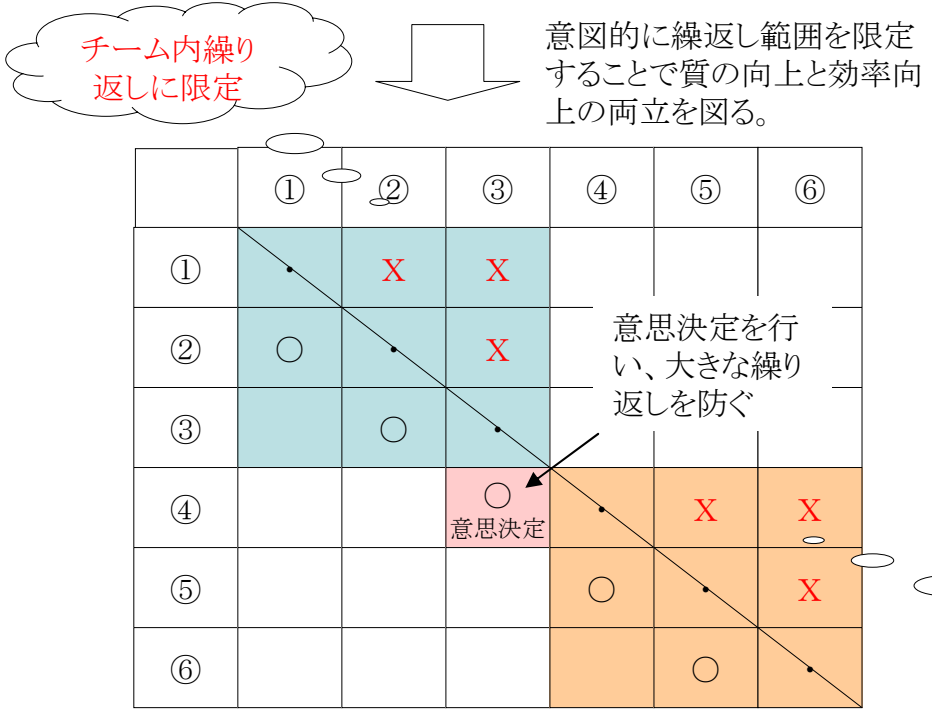 チーム内繰り
返しに限定
意図的に繰返し範囲を限定
することで質の向上と効率向
上の両立を図る。
① ② ③ ④ ⑤ ⑥
① X X
② ○ X
③ ○
意思決定を行
い、大きな繰り
返しを防ぐ
④ ○ X X
意思決定
⑤ ○ X
⑥ ○